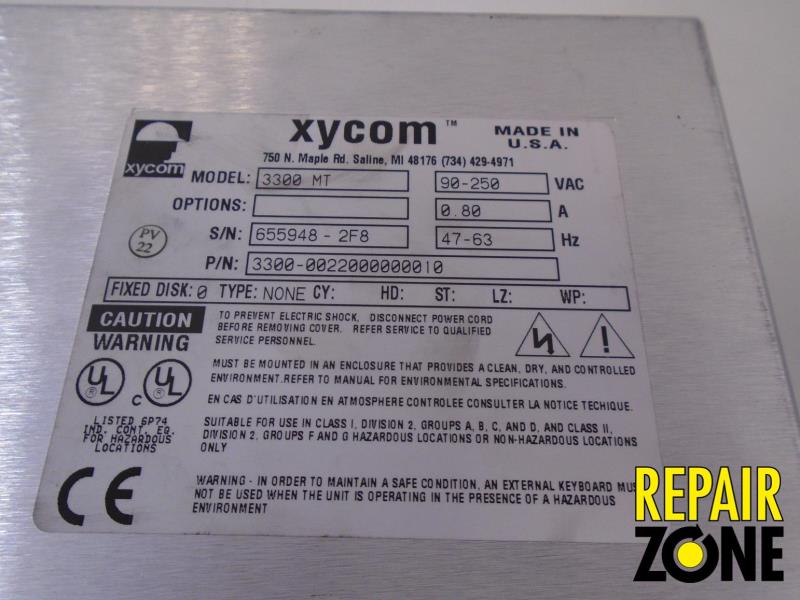 xycom™
MADE IN
U.S.A.
xycom
750 N. Maple Rd. Saline, MI 48176 (734) 429-4971
MODEL: 3300 MT 90-250 VAC
OPTIONS: 0.80 A
PV
22
S/N: 655948-2F8 47-63 Hz
P/N: 3300-0022000000010
FIXED DISK: 0 TYPE: NONE CY: HD: ST: LZ: WP:
CAUTION
WARNING
TO PREVENT ELECTRIC SHOCK, DISCONNECT POWER CORD
BEFORE REMOVING COVER. REFER SERVICE TO QUALIFIED
SERVICE PERSONNEL.
MUST BE MOUNTED IN AN ENCLOSURE THAT PROVIDES A CLEAN, DRY, AND CONTROLLED
ENVIRONMENT.REFER TO MANUAL FOR ENVIRONMENTAL SPECIFICATIONS.
EN CAS D'UTILISATION EN ATMOSPHERE CONTROLEE CONSULTER LA NOTICE TECHIQUE.
UL C UL
LISTED 6P74
IND. CONT. EQ.
FOR HAZARDOUS
LOCATIONS
SUITABLE FOR USE IN CLASS I, DIVISION 2, GROUPS A, B, C, AND D, AND CLASS II,
DIVISION 2, GROUPS F AND G HAZARDOUS LOCATIONS OR NON-HAZARDOUS LOCATIONS
ONLY
CE
WARNING - IN ORDER TO MAINTAIN A SAFE CONDITION, AN EXTERNAL KEYBOARD MUS
NOT BE USED WHEN THE UNIT IS OPERATING IN THE PRESENCE OF A HAZARDOUS
ENVIRONMENT
REPAIR
ZONE